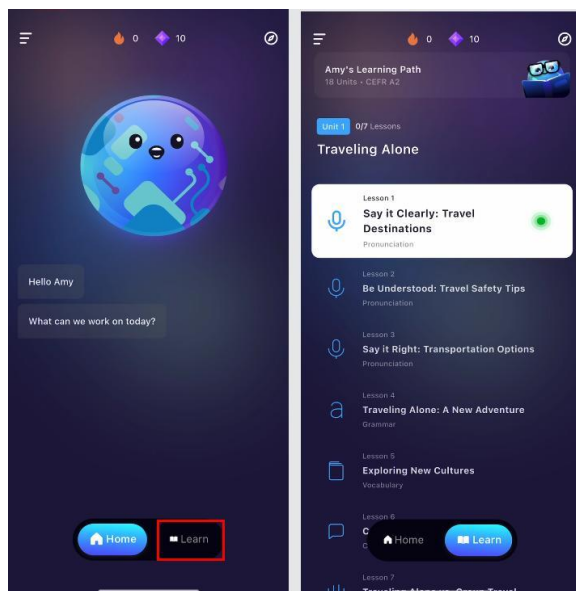 0 10
Hello Amy
What can we work on today?
Home Learn
0 10
Amy's Learning Path
18 Units • CEFR A2
Unit 1 0/7 Lessons
Traveling Alone
Lesson 1
Say it Clearly: Travel
Destinations
Pronunciation
Lesson 2
Be Understood: Travel Safety Tips
Pronunciation
Lesson 3
Say it Right: Transportation Options
Pronunciation
Lesson 4
a Traveling Alone: A New Adventure
Grammar
Lesson 5
Exploring New Cultures
Vocabulary
Lesson 6
Home Learn
Lesson 7